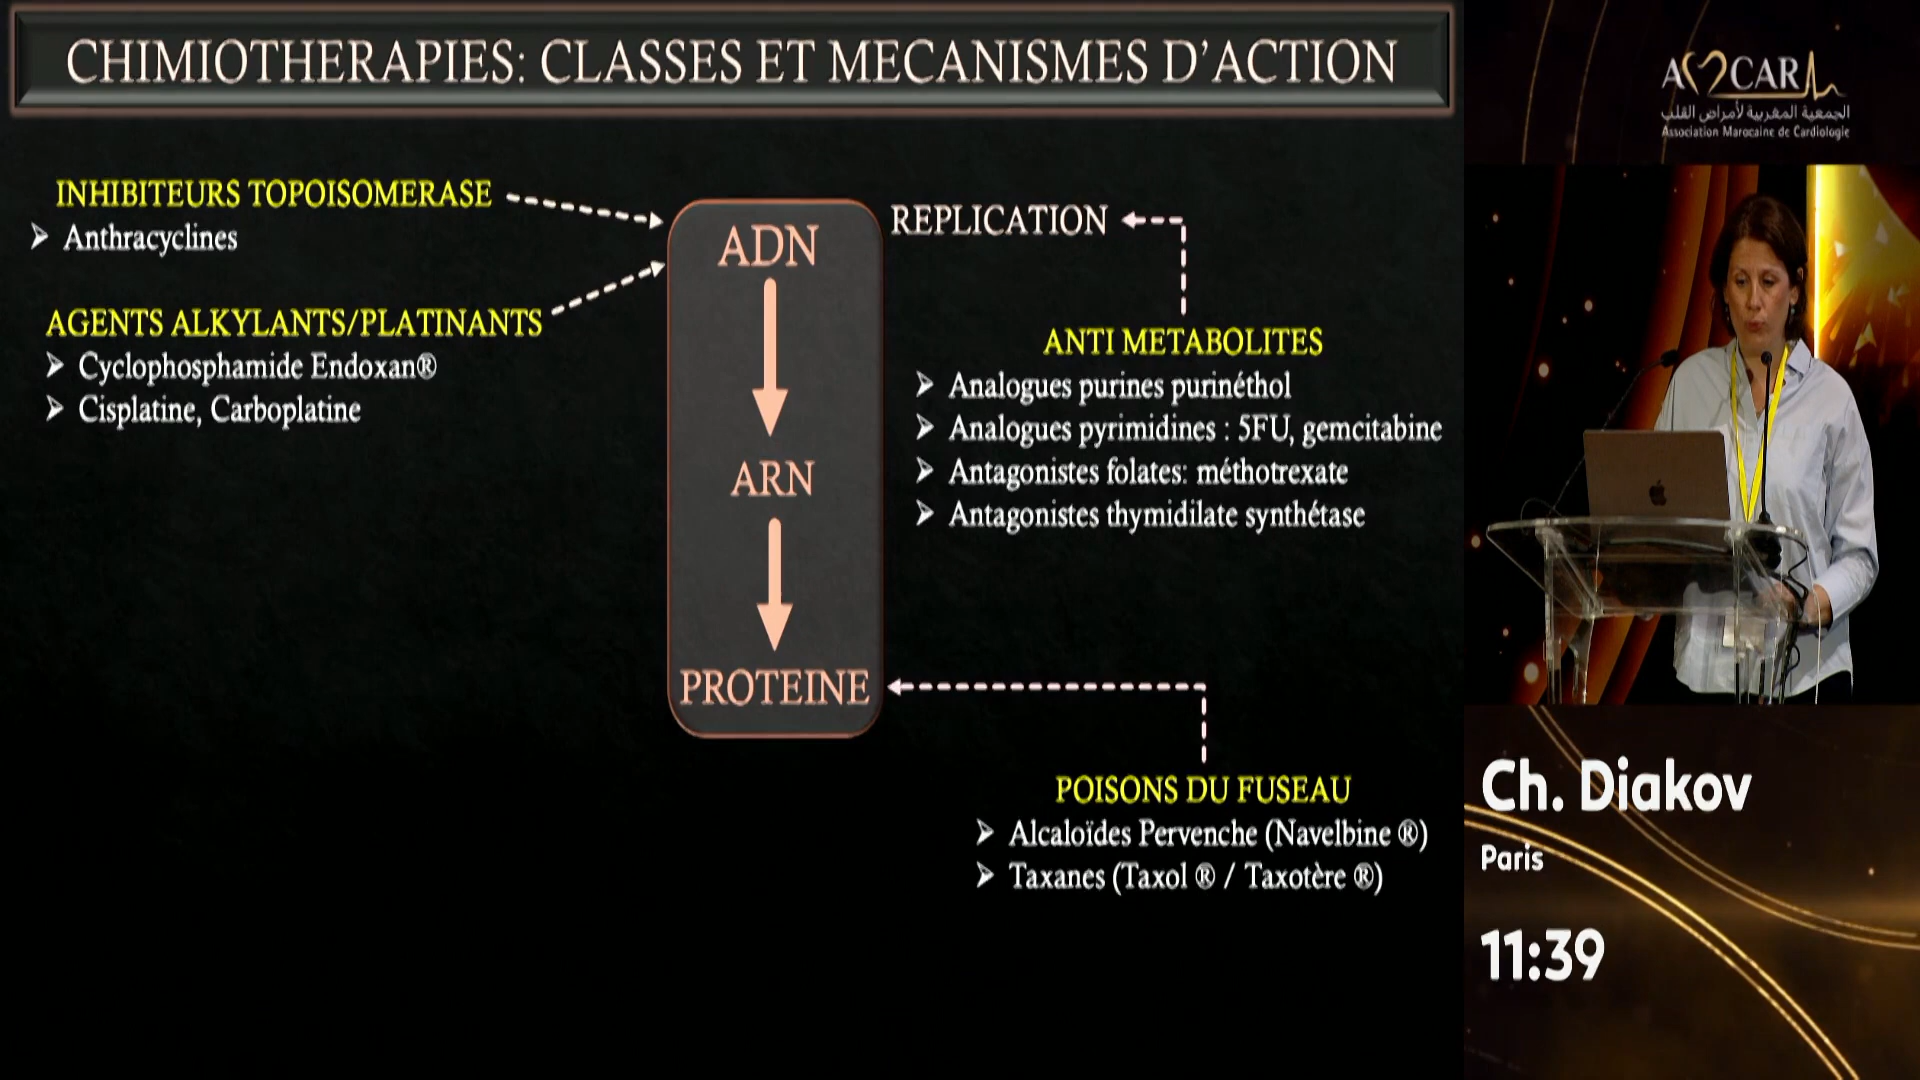 CHIMIOTHERAPIES: CLASSES ET MECANISMES D'ACTION
INHIBITEURS TOPOISOMERASE
Anthracyclines
AGENTS ALKYLANTS/PLATINANTS
Cyclophosphamide Endoxan®
Cisplatine, Carboplatine
ADN
ARN
PROTEINE
REPLICATION
ANTI METABOLITES
Analogues purines purinéthol
Analogues pyrimidines : 5FU, gemcitabine
Antagonistes folates: méthotrexate
Antagonistes thymidilate synthétase
POISONS DU FUSEAU
Alcaloïdes Pervenche (Navelbine ®)
Taxanes (Taxol ® / Taxotère ®)
AMCAR
الجمعية المغربية لأمراض القلب
Association Marocaine de Cardiologie
Ch. Diakov
Paris
11:39